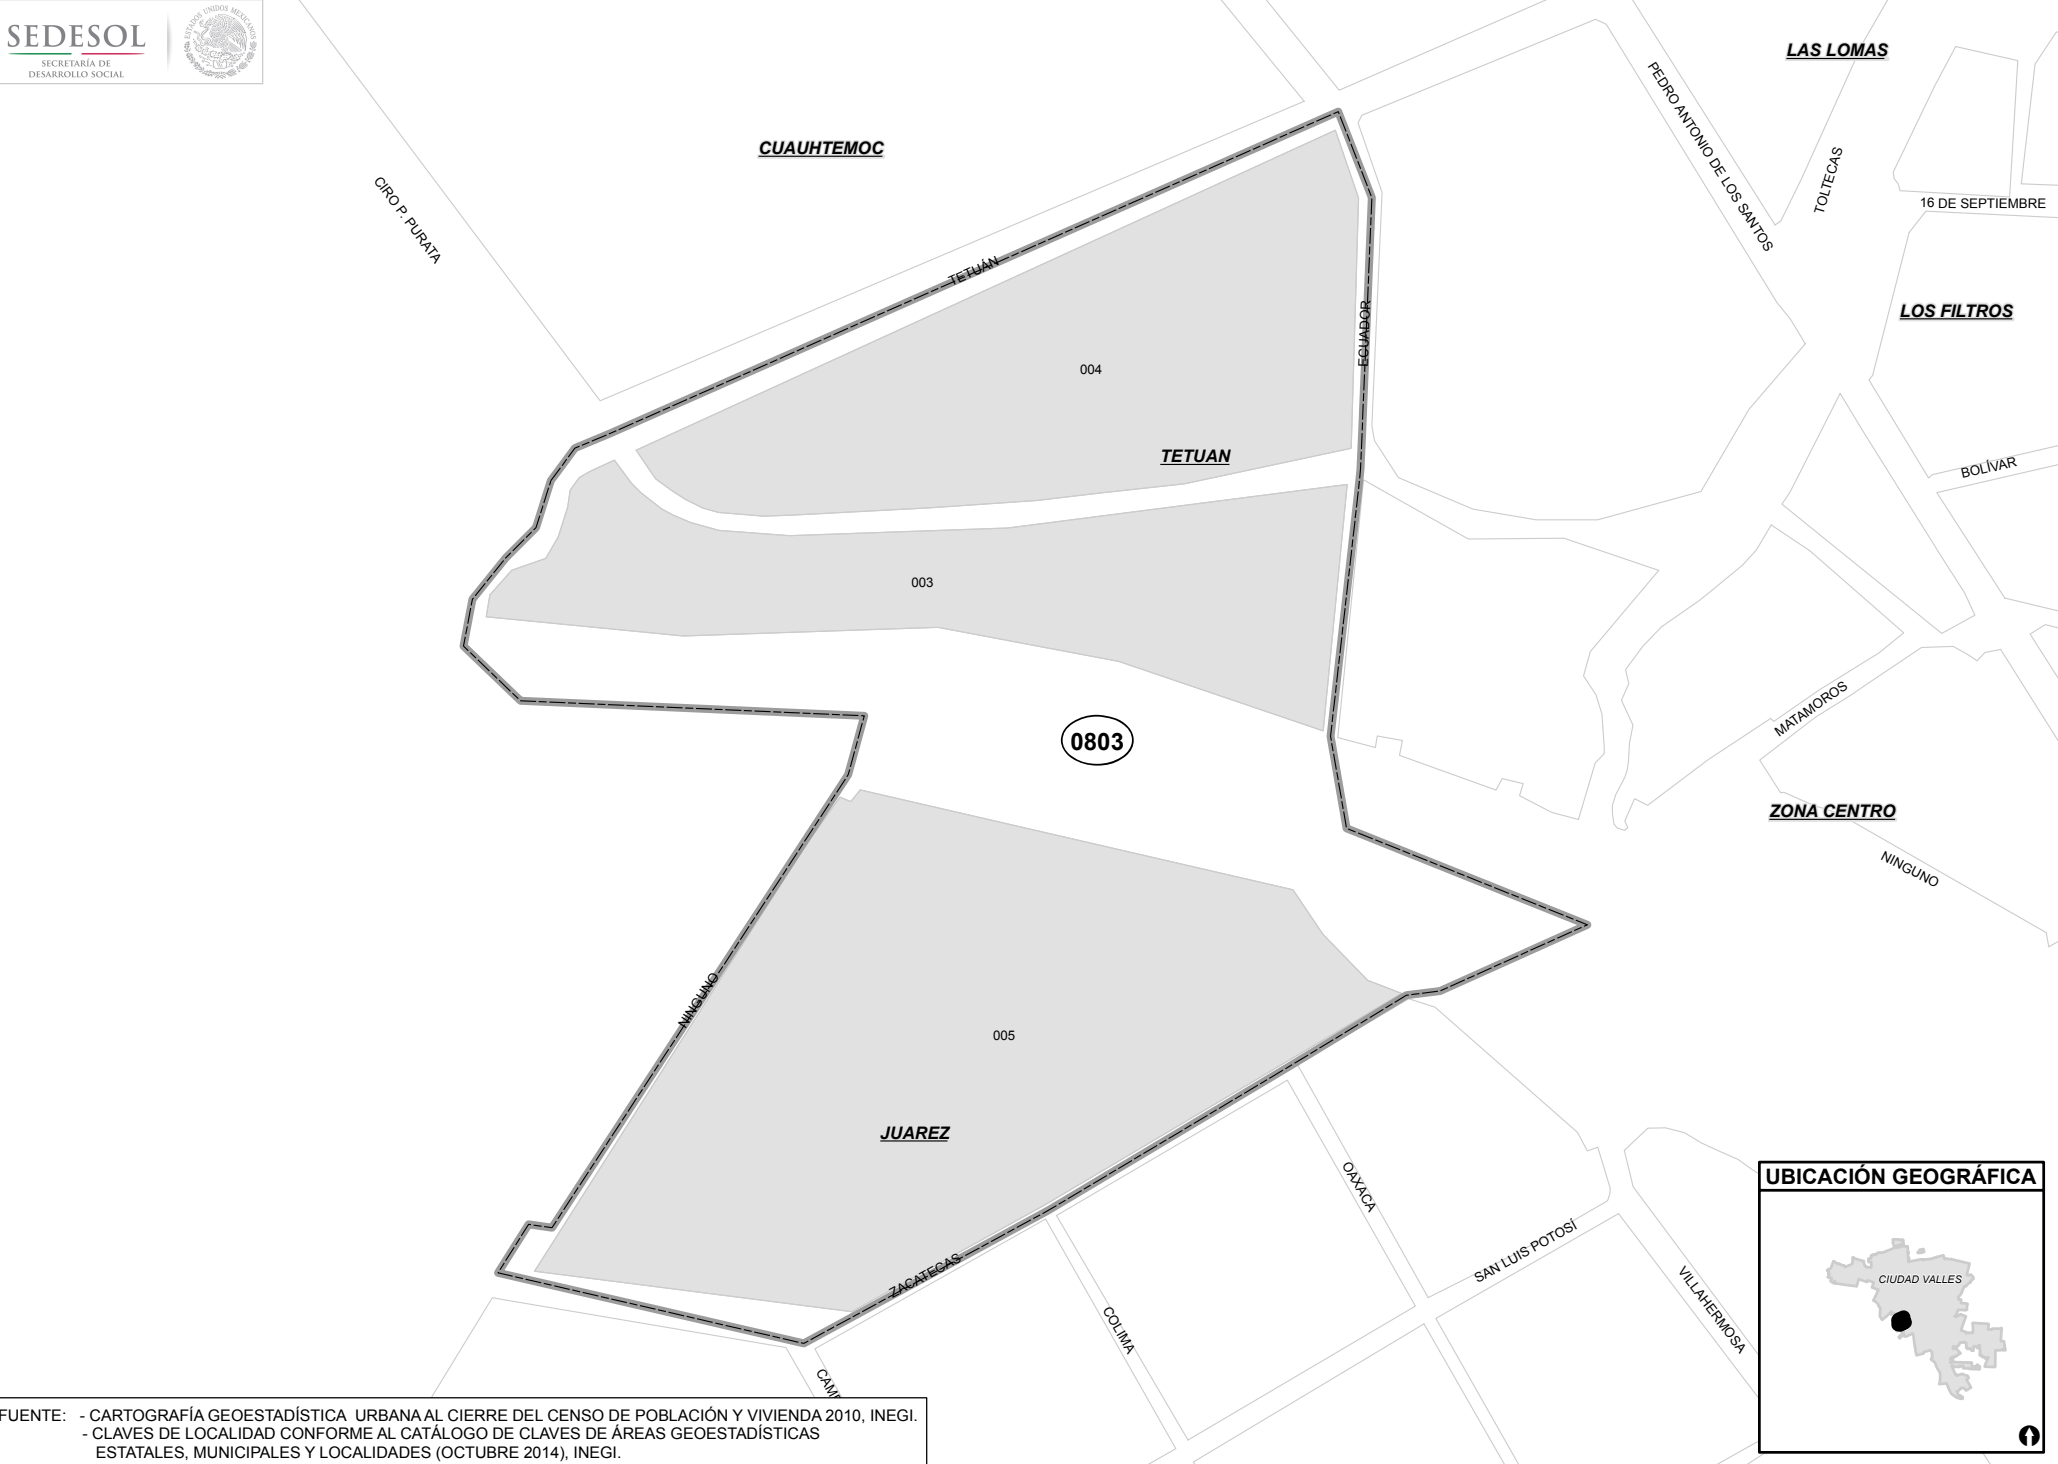 SEDESOL
SECRETARÍA DE
DESARROLLO SOCIAL
ESTADOS UNIDOS MEXICANOS
LAS LOMAS
CUAUHTEMOC
PEDRO ANTONIO DE LOS SANTOS
TOLTECAS
16 DE SEPTIEMBRE
CIRO P. PURATA
TETUÁN
ECUADOR
LOS FILTROS
004
TETUAN
BOLÍVAR
003
MATAMOROS
0803
ZONA CENTRO
NINGUNO
NINGUNO
005
JUAREZ
OAXACA
UBICACIÓN GEOGRÁFICA
SAN LUIS POTOSÍ
ZACATECAS
CIUDAD VALLES
VILLAHERMOSA
COLIMA
FUENTE: - CARTOGRAFÍA GEOESTADÍSTICA URBANA AL CIERRE DEL CENSO DE POBLACIÓN Y VIVIENDA 2010, INEGI.
- CLAVES DE LOCALIDAD CONFORME AL CATÁLOGO DE CLAVES DE ÁREAS GEOESTADÍSTICAS
ESTATALES, MUNICIPALES Y LOCALIDADES (OCTUBRE 2014), INEGI.